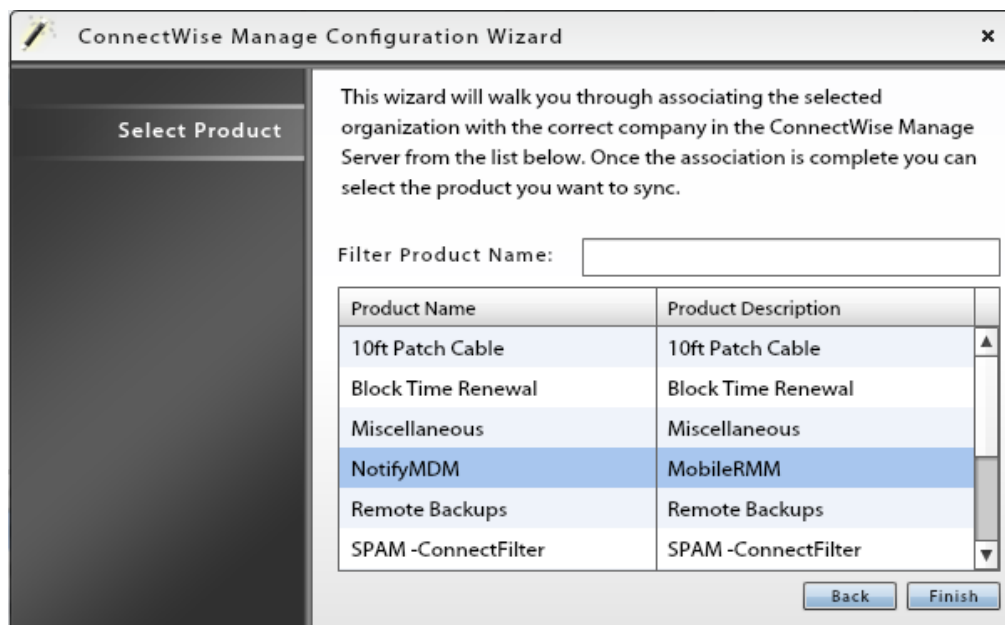 ConnectWise Manage Configuration Wizard
Select Product
This wizard will walk you through associating the selected
organization with the correct company in the ConnectWise Manage
Server from the list below. Once the association is complete you can
select the product you want to sync.
Filter Product Name:
Product Name Product Description
10ft Patch Cable 10ft Patch Cable
Block Time Renewal Block Time Renewal
Miscellaneous Miscellaneous
NotifyMDM MobileRMM
Remote Backups Remote Backups
SPAM -ConnectFilter SPAM -ConnectFilter
Back Finish